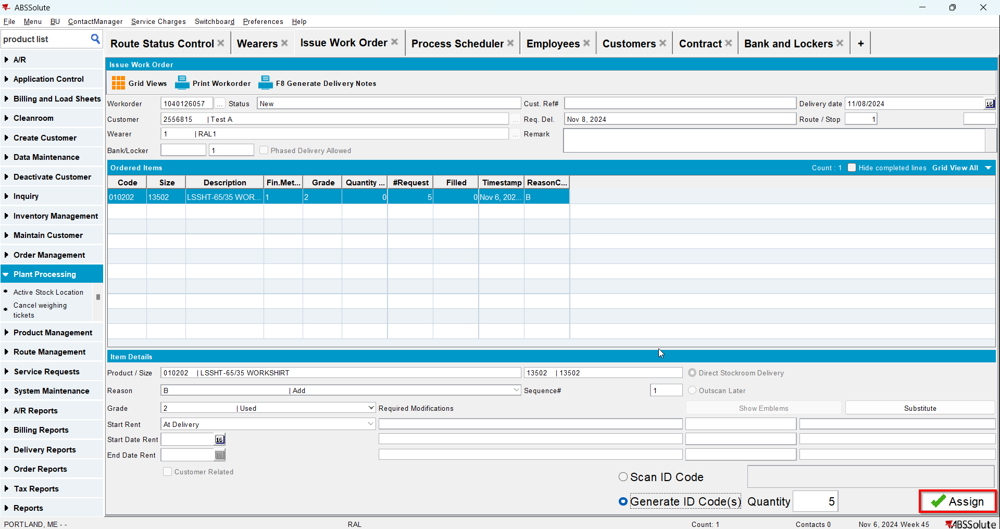 ABSSolute
File Menu BU ContactManager Service Charges Switchboard Preferences Help
product list
Route Status Control Wearers Issue Work Order Process Scheduler Employees Customers Contract Bank and Lockers +
A/R
Application Control
Billing and Load Sheets
Cleanroom
Create Customer
Data Maintenance
Deactivate Customer
Inquiry
Inventory Management
Maintain Customer
Order Management
Plant Processing
Active Stock Location
Cancel weighing
tickets
Product Management
Route Management
Service Requests
System Maintenance
A/R Reports
Billing Reports
Delivery Reports
Order Reports
Tax Reports
Reports
Issue Work Order
Grid Views Print Workorder F8 Generate Delivery Notes
Workorder 1040126057 ... Status New Cust. Ref# Delivery date 11/08/2024 16
Customer 2556815 | Test A ... Req. Del. Nov 8, 2024 Route / Stop 1
Wearer 1 | RAL1 ... Remark
Bank/Locker 1 Phased Delivery Allowed
Ordered Items Count : 1 Hide completed lines Grid View All
Code Size Description Fin.Met... Grade Quantity ... #Request Filled Timestamp ReasonC...
010202 13502 LSSHT-65/35 WOR... 1 2 0 5 0 Nov 6, 202... B
Item Details
Product / Size 010202 | LSSHT-65/35 WORKSHIRT 13502 | 13502 Direct Stockroom Delivery
Reason B | Add Sequence# 1 Outscan Later
Grade 2 | Used Required Modifications Show Emblems Substitute
Start Rent At Delivery
Start Date Rent 16
End Date Rent 16
Customer Related
Scan ID Code
Generate ID Code(s) Quantity 5 Assign
PORTLAND, ME - - RAL Count: 1 Contacts 0 Nov 6, 2024 Week 45 ABSSolute